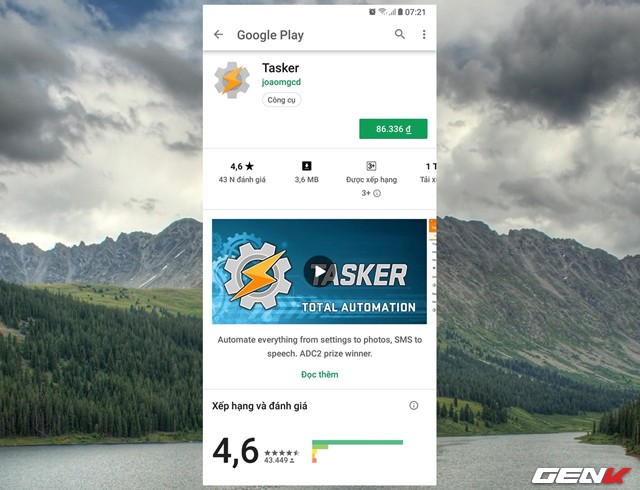 07:21
Google Play
Tasker
joaomgcd
Công cụ
86.336 ₫
4,6 ★
43 N đánh giá
3,6 MB
3+
Được xếp hạng
3+
1 T
Tải x
TASKER
TOTAL AUTOMATION
Automate everything from settings to photos, SMS to
speech. ADC2 prize winner.
Đọc thêm
Xếp hạng và đánh giá
4,6
43.449
GENK